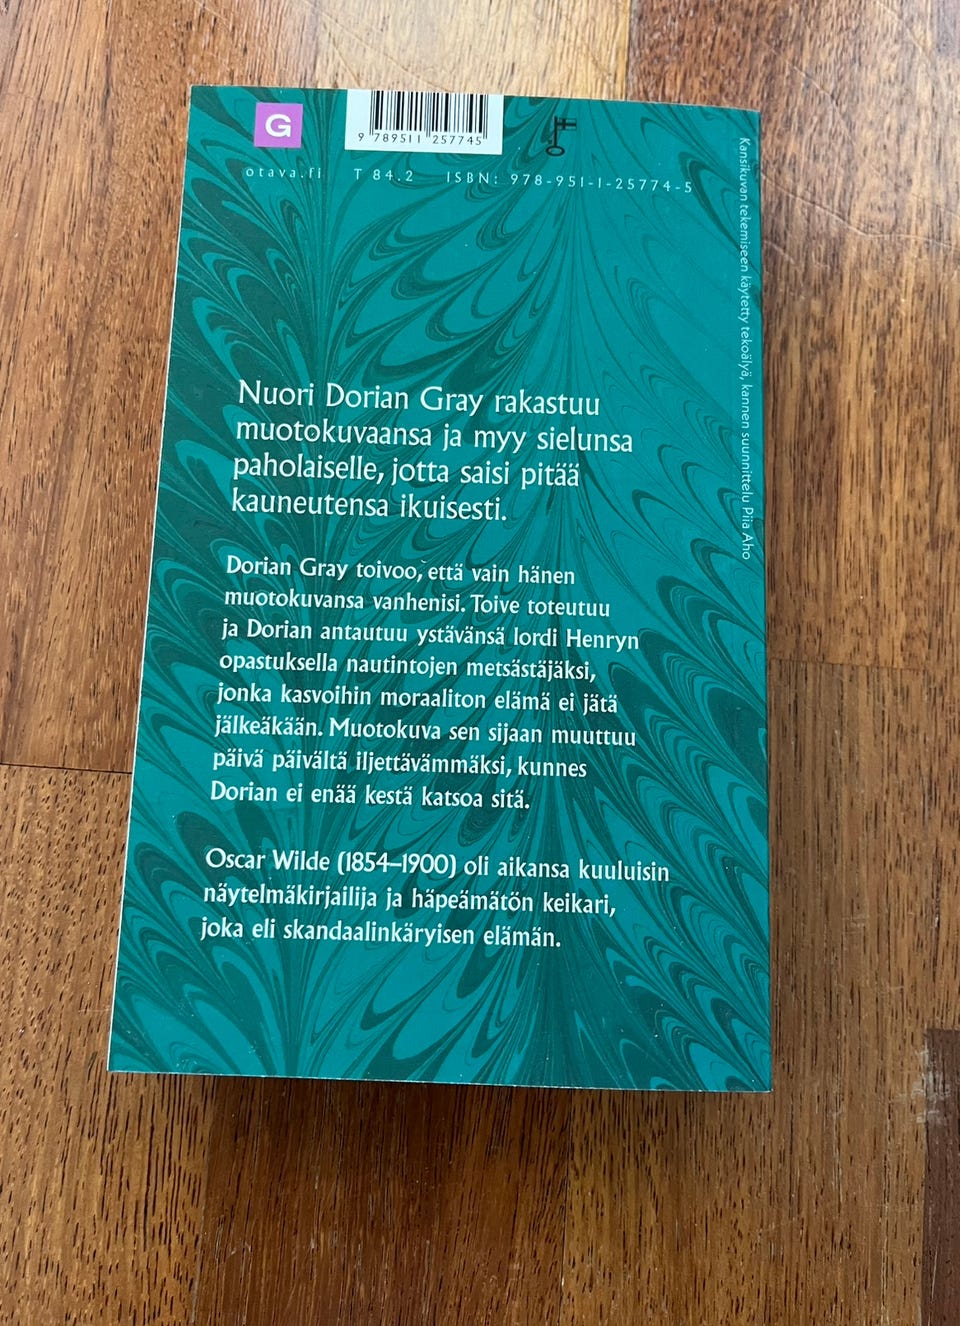 G
9 789511 257745
otava.fi T 84.2 ISBN: 978-951-1-25774-5
Kansikuvan tekemiseen käytetty tekoälyä, kannen suunnittelu Piia Aho
Nuori Dorian Gray rakastuu
muotokuvaansa ja myy sielunsa
paholaiselle, jotta saisi pitää
kauneutensa ikuisesti.
Dorian Gray toivoo, että vain hänen
muotokuvansa vanhenisi. Toive toteutuu
ja Dorian antautuu ystävänsä lordi Henryn
opastuksella nautintojen metsästäjäksi,
jonka kasvoihin moraaliton elämä ei jätä
jälkeäkään. Muotokuva sen sijaan muuttuu
päivä päivältä iljettävämmäksi, kunnes
Dorian ei enää kestä katsoa sitä.
Oscar Wilde (1854–1900) oli aikansa kuuluisin
näytelmäkirjailija ja häpeämätön keikari,
joka eli skandaalinkäryisen elämän.